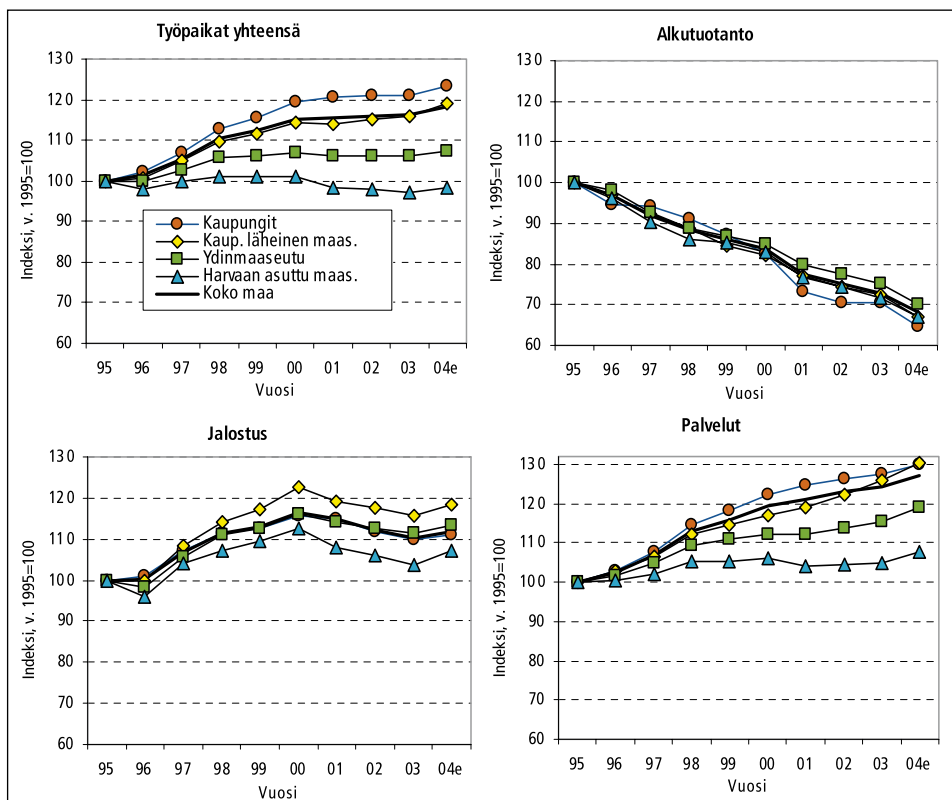 Työpaikat yhteensä
Indeksi, v. 1995=100
130
120
110
100
90
80
70
60
Kaupungit
Kaup. läheinen maas.
Ydinmaaseutu
Harvaan asuttu maas.
Koko maa
95 96 97 98 99 00 01 02 03 04e
Vuosi
Alkutuotanto
Indeksi, v. 1995=100
130
120
110
100
90
80
70
60
95 96 97 98 99 00 01 02 03 04e
Vuosi
Jalostus
Indeksi, v. 1995=100
130
120
110
100
90
80
70
60
95 96 97 98 99 00 01 02 03 04e
Vuosi
Palvelut
Indeksi, v. 1995=100
130
120
110
100
90
80
70
60
95 96 97 98 99 00 01 02 03 04e
Vuosi